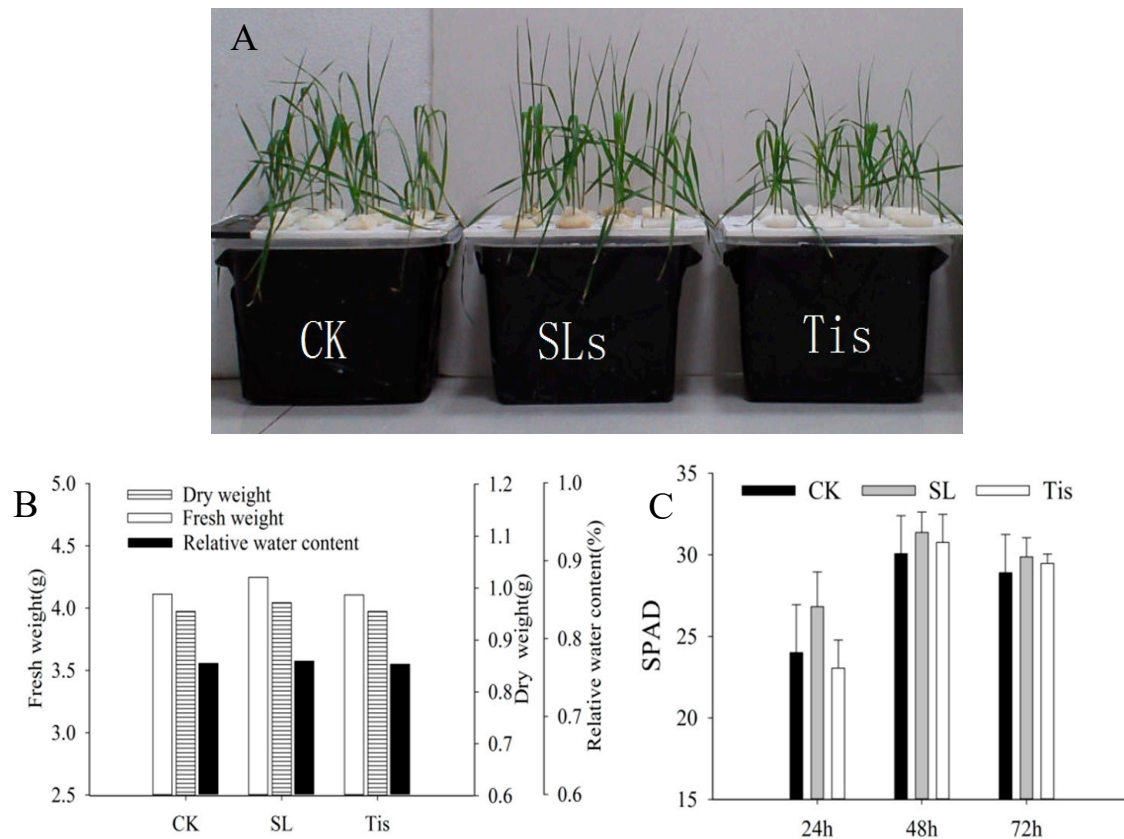 A
CK
SLs
Tis
B
5.0
4.5
4.0
3.5
3.0
2.5
Fresh weight(g)
Dry weight
Fresh weight
Relative water content
CK
SL
Tis
1.2
1.1
1.0
0.9
0.8
0.7
0.6
Dry weight(g)
1.0
0.9
0.8
0.7
0.6
Relative water content(%)
C
35
30
25
20
15
SPAD
CK
SL
Tis
24h
48h
72h